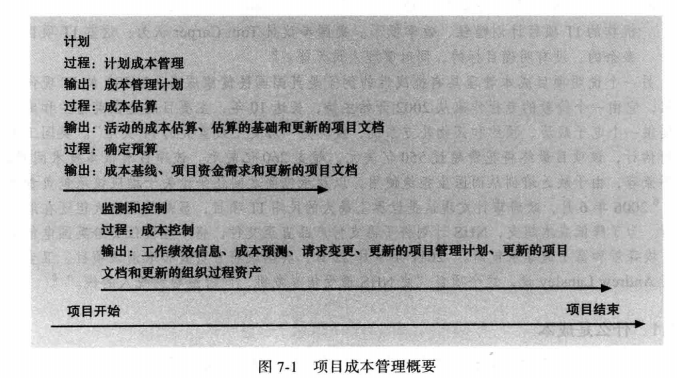 计划
过程：计划成本管理
输出：成本管理计划
过程：成本估算
输出：活动的成本估算、估算的基础和更新的项目文档
过程：确定预算
输出：成本基线、项目资金需求和更新的项目文档
监测和控制
过程：成本控制
输出：工作绩效信息、成本预测、请求变更、更新的项目管理计划、更新的项目
文档和更新的组织过程资产
项目开始 项目结束
图 7-1 项目成本管理概要